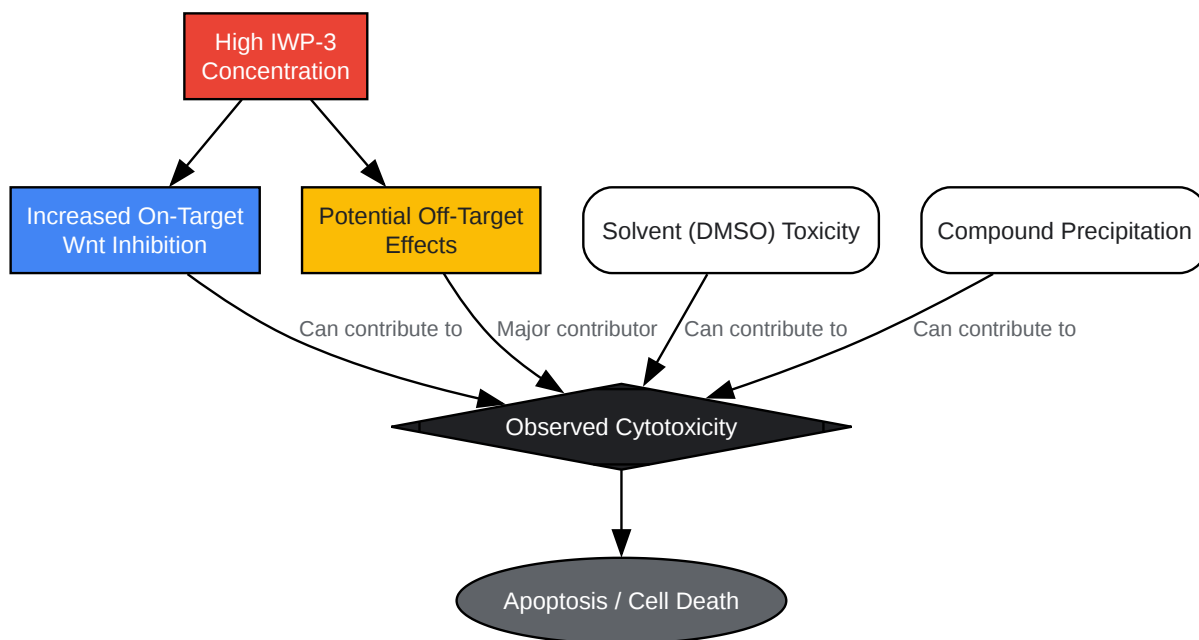 High IWP-3
Concentration
Increased On-Target
Wnt Inhibition
Potential Off-Target
Effects
Solvent (DMSO) Toxicity
Compound Precipitation
Can contribute to
Major contributor
Can contribute to
Can contribute to
Observed Cytotoxicity
Apoptosis / Cell Death